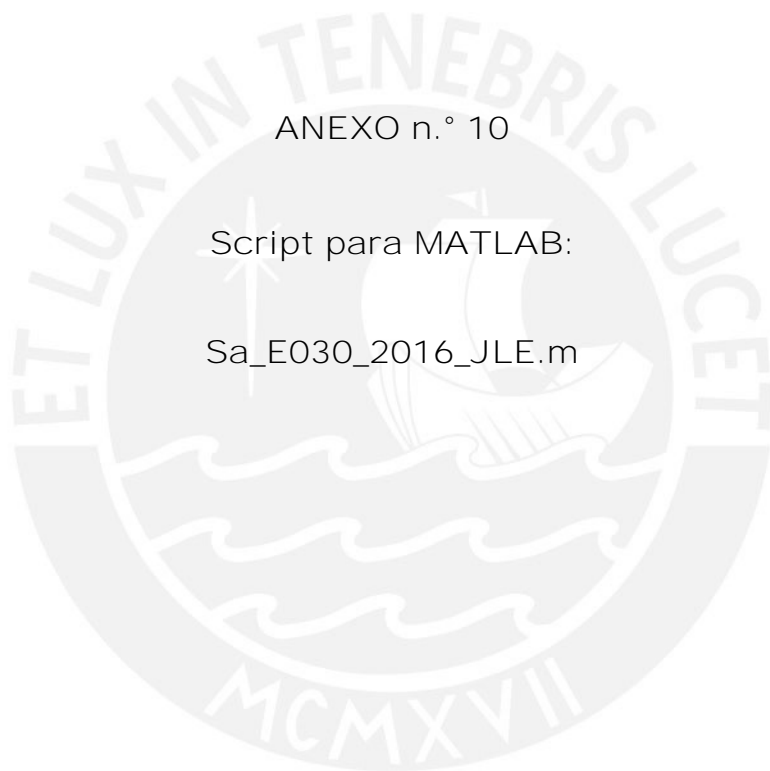 ET LUX IN TENEBRIS LUCET
ANEXO n.° 10
Script para MATLAB:
Sa_E030_2016_JLE.m
MCMXVII